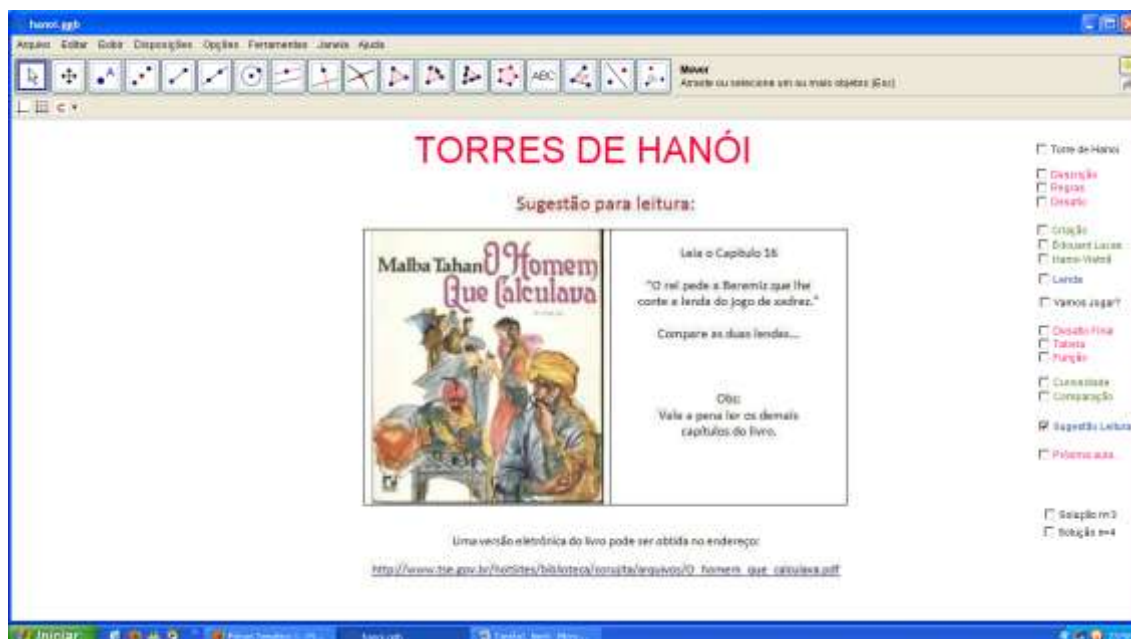 hanoi.ggb
Arquivo Editar Exibir Disposições Opções Ferramentas Janela Ajuda
ABC
Mover
Arraste ou selecione um ou mais objetos (Esc)
TORRES DE HANÓI
Sugestão para leitura:
Malba Tahan O Homem
Que Calculava
Leia o Capítulo 16
"O rei pede a Beremiz que lhe
conte a lenda do jogo de xadrez."
Compare as duas lendas...
Obs:
Vale a pena ler os demais
capítulos do livro.
Uma versão eletrônica do livro pode ser obtida no endereço:
http://www.tse.gov.br/hotSites/biblioteca/corujita/arquivos/O_homem_que_calculava.pdf
Torre de Hanoi
Descrição
Regras
Desafio
Criação
Édouard Lucas
Hanoi-Vietnã
Lenda
Vamos Jogar?
Desafio Final
Tabela
Função
Curiosidade
Comparação
Sugestão Leitura
Próxima aula...
Solução n=3
Solução n=4
Iniciar
hanoi.ggb